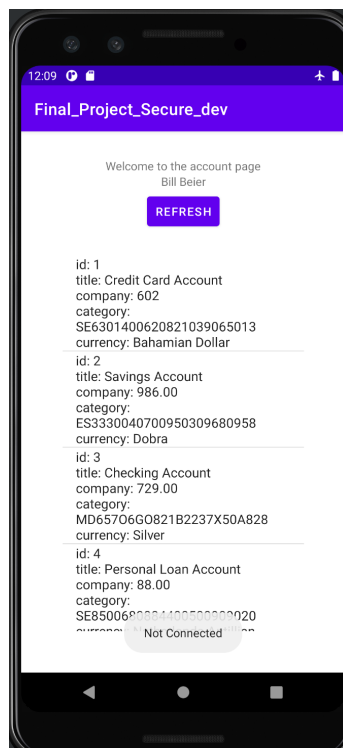 12:09
Final_Project_Secure_dev
Welcome to the account page
Bill Beier
REFRESH
id: 1
title: Credit Card Account
company: 602
category:
SE6301400620821039065013
currency: Bahamian Dollar
id: 2
title: Savings Account
company: 986.00
category:
ES3330040700950309680958
currency: Dobra
id: 3
title: Checking Account
company: 729.00
category:
MD657O6GO821B2237X50A828
currency: Silver
id: 4
title: Personal Loan Account
company: 88.00
category:
SE8500680884400500909020
Not Connected